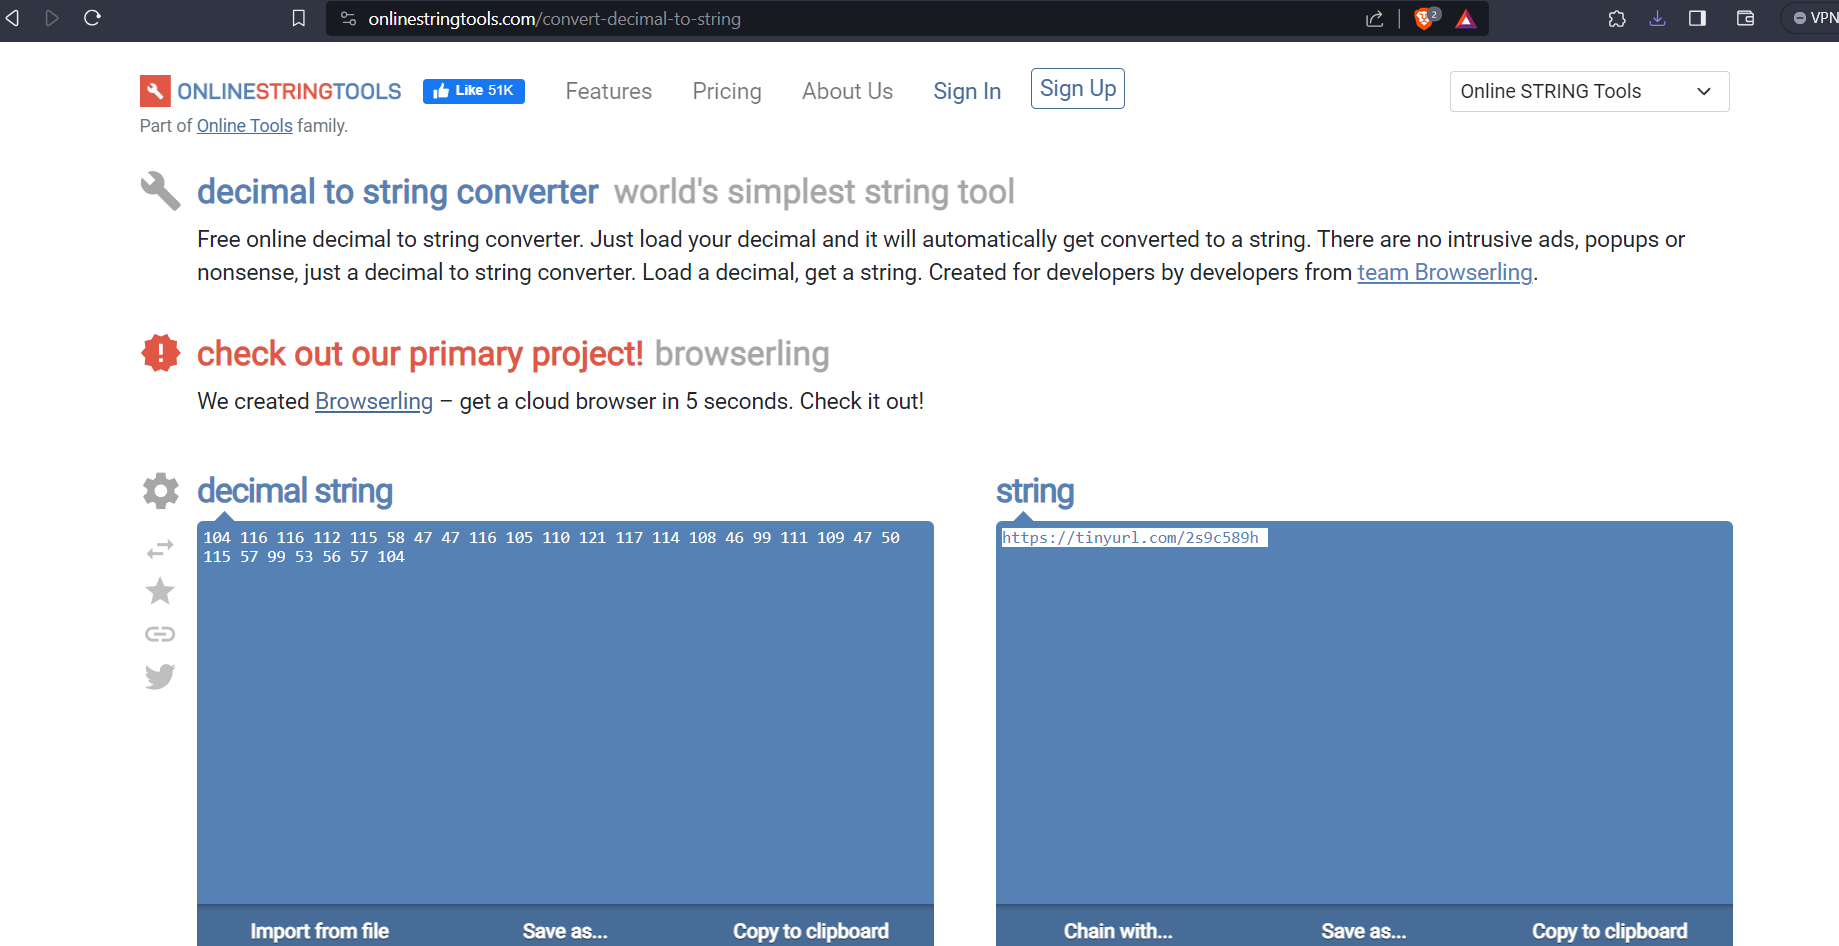 onlinestringtools.com/convert-decimal-to-string
2
VPN
ONLINESTRINGTOOLS
Like 51K
Features
Pricing
About Us
Sign In
Sign Up
Online STRING Tools
Part of Online Tools family.
decimal to string converter world's simplest string tool
Free online decimal to string converter. Just load your decimal and it will automatically get converted to a string. There are no intrusive ads, popups or
nonsense, just a decimal to string converter. Load a decimal, get a string. Created for developers by developers from team Browserling.
check out our primary project! browserling
We created Browserling – get a cloud browser in 5 seconds. Check it out!
decimal string
104 116 116 112 115 58 47 47 116 105 110 121 117 114 108 46 99 111 109 47 50
115 57 99 53 56 57 104
Import from file
Save as...
Copy to clipboard
string
https://tinyurl.com/2s9c589h
Chain with...
Save as...
Copy to clipboard